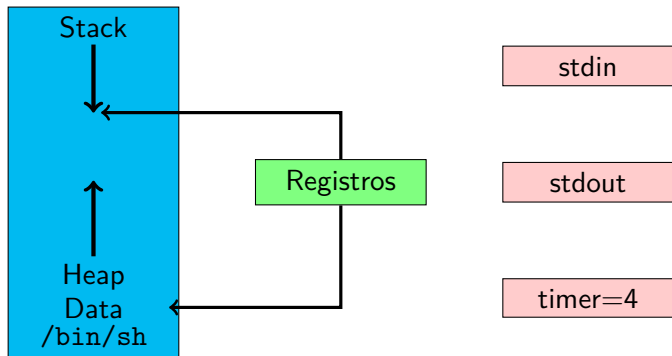 Stack
stdin
Registros
stdout
Heap
Data
/bin/sh
timer=4